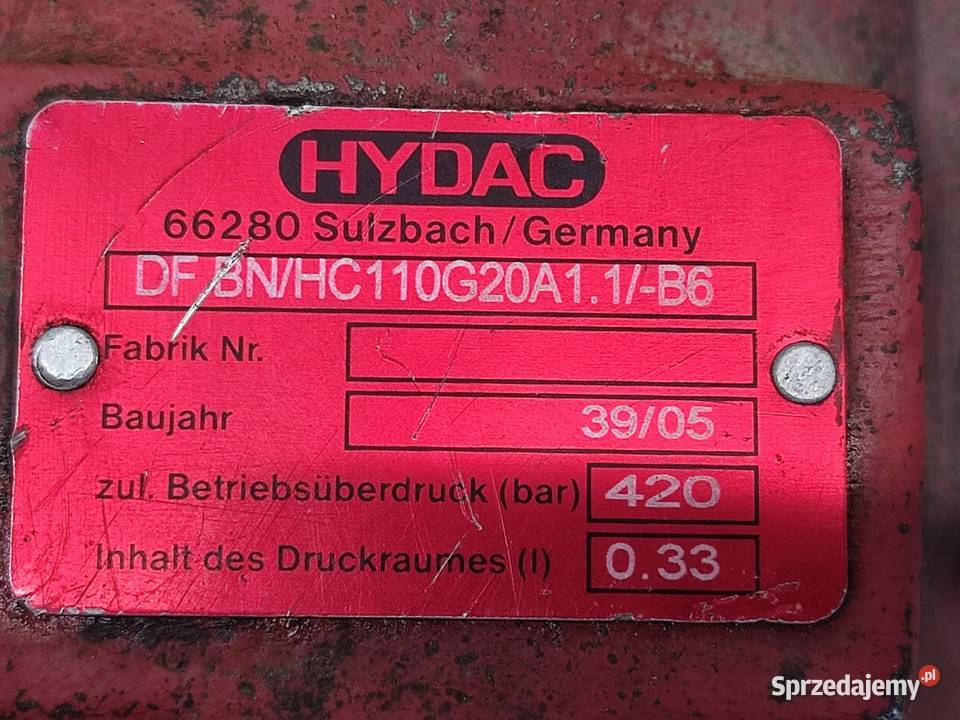 HYDAC
66280 Sulzbach/Germany
DF BN/HC110G20A1.1/-B6
Fabrik Nr.
Baujahr 39/05
zul. Betriebsüberdruck (bar) 420
Inhalt des Druckraumes (l) 0.33
Sprzedajemy.pl